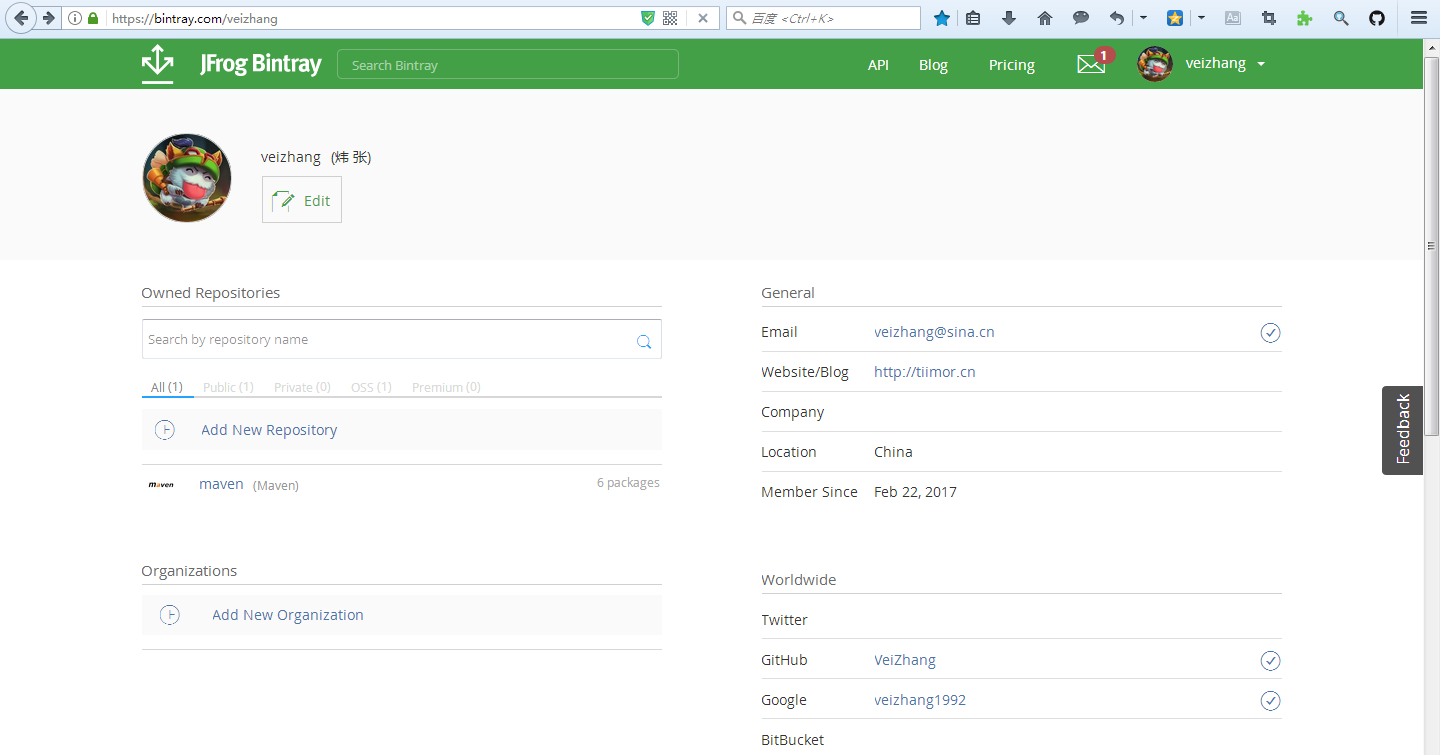 https://bintray.com/veizhang
百度 <Ctrl+K>
JFrog Bintray
Search Bintray
API
Blog
Pricing
1
veizhang
veizhang (炜 张)
Edit
Owned Repositories
Search by repository name
All (1) Public (1) Private (0) OSS (1) Premium (0)
Add New Repository
maven maven (Maven) 6 packages
Organizations
Add New Organization
General
Email veizhang@sina.cn
Website/Blog http://tiimor.cn
Company
Location China
Member Since Feb 22, 2017
Worldwide
Twitter
GitHub VeiZhang
Google veizhang1992
BitBucket
Feedback